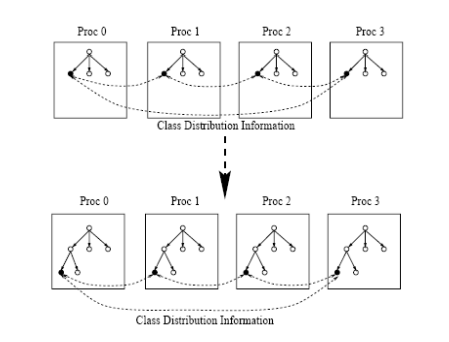 Proc 0 Proc 1 Proc 2 Proc 3
Class Distribution Information
Proc 0 Proc 1 Proc 2 Proc 3
Class Distribution Information